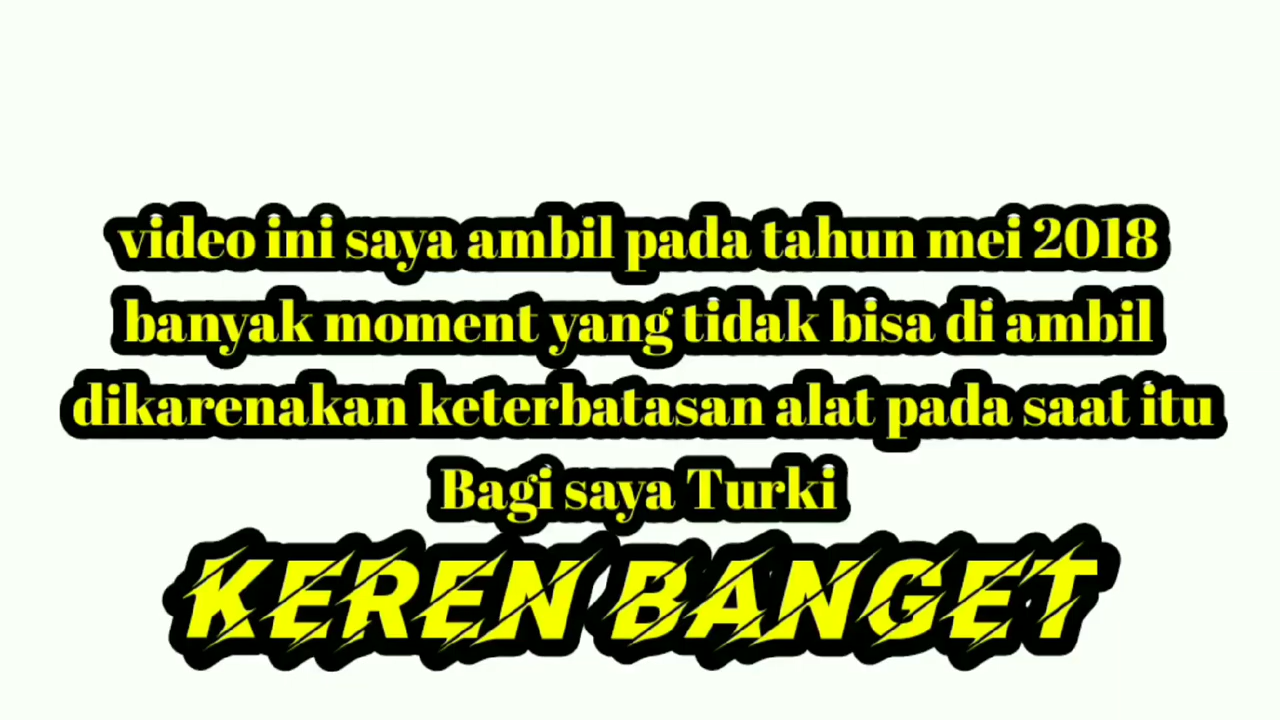 video ini saya ambil pada tahun mei 2018
banyak moment yang tidak bisa di ambil
dikarenakan keterbatasan alat pada saat itu
Bagi saya Turki
KEREN BANGET